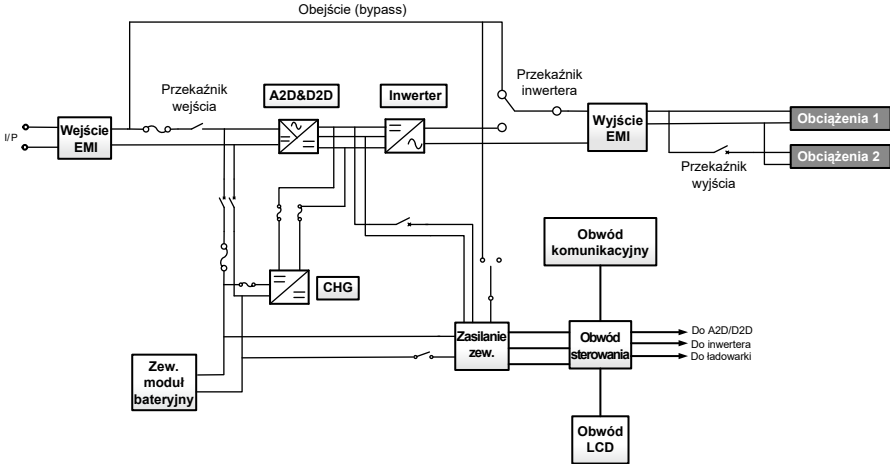 Obejście (bypass)
Przekaźnik
wejścia
A2D&D2D
Inwerter
Przekaźnik
inwertera
I/P
Wejście
EMI
Wyjście
EMI
Obciążenia 1
Obciążenia 2
Przekaźnik
wyjścia
Obwód
komunikacyjny
CHG
Zasilanie
zew.
Obwód
sterowania
Do A2D/D2D
Do inwertera
Do ładowarki
Zew.
moduł
bateryjny
Obwód
LCD